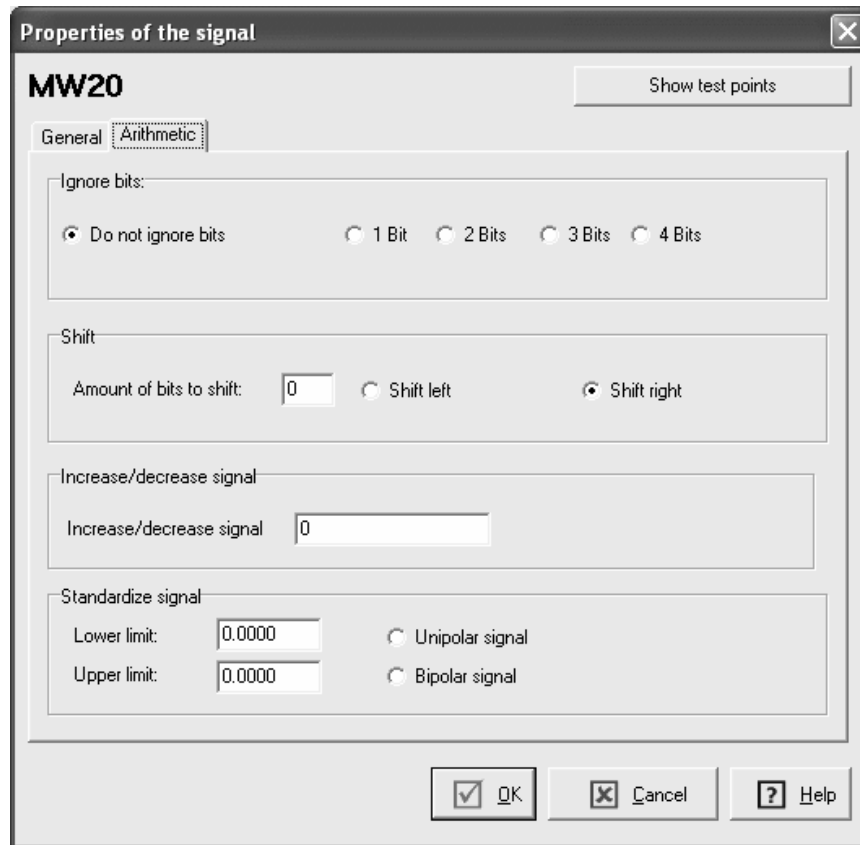 Properties of the signal
MW20
Show test points
General Arithmetic
Ignore bits:
Do not ignore bits 1 Bit 2 Bits 3 Bits 4 Bits
Shift
Amount of bits to shift: 0 Shift left Shift right
Increase/decrease signal
Increase/decrease signal 0
Standardize signal
Lower limit: 0.0000 Unipolar signal
Upper limit: 0.0000 Bipolar signal
OK Cancel ? Help